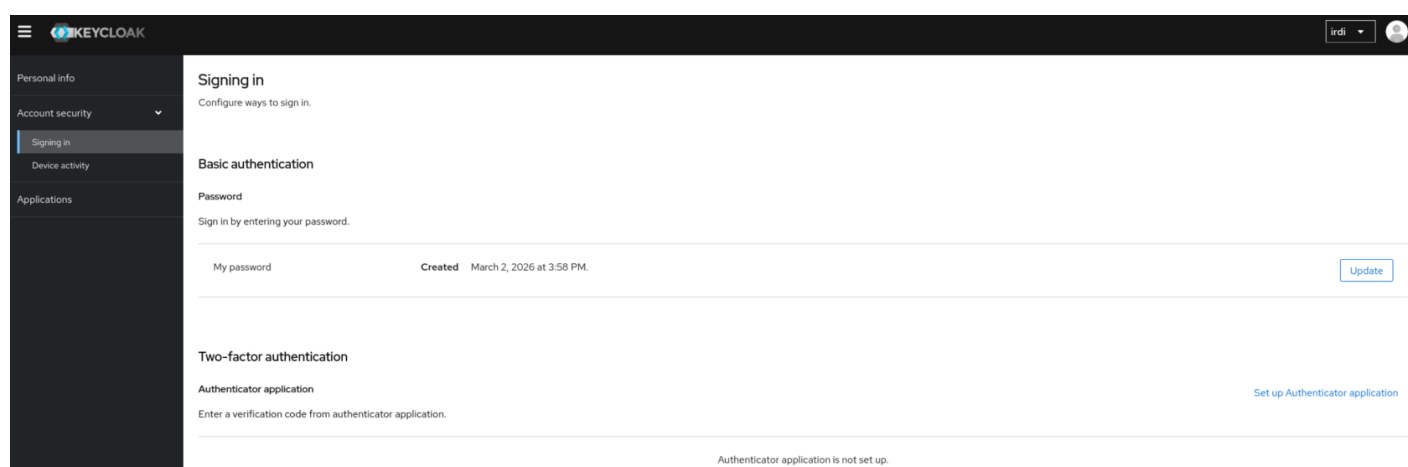 KEYCLOAK
irdi
Personal info
Account security
Signing in
Device activity
Applications
Signing in
Configure ways to sign in.
Basic authentication
Password
Sign in by entering your password.
My password Created March 2, 2026 at 3:58 PM. Update
Two-factor authentication
Authenticator application Set up Authenticator application
Enter a verification code from authenticator application.
Authenticator application is not set up.